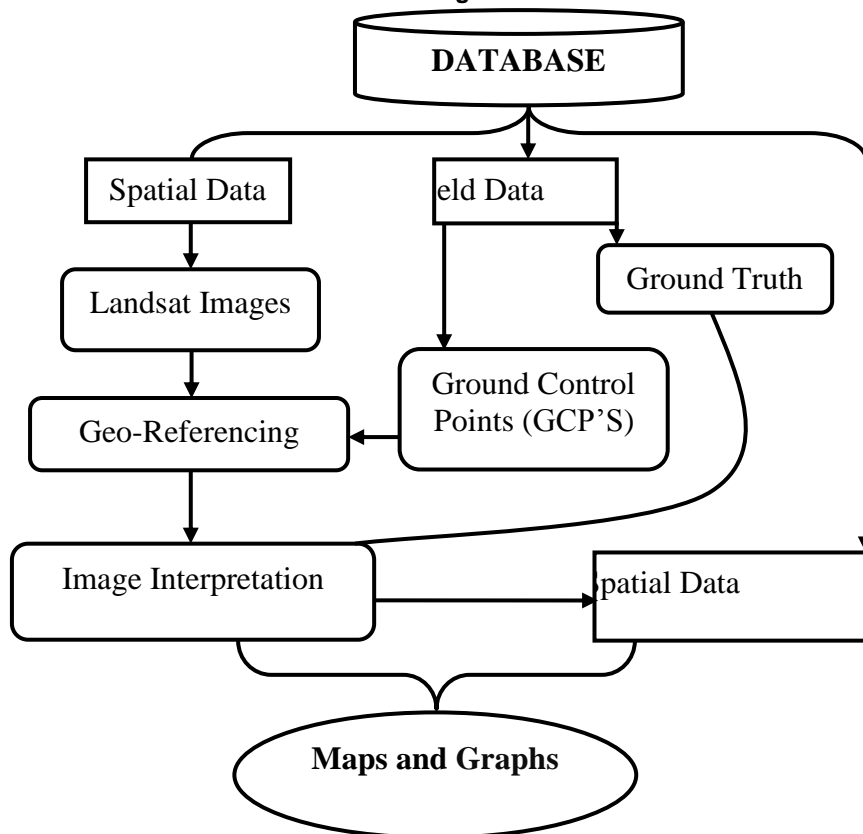 DATABASE
Spatial Data
eld Data
Landsat Images
Ground Truth
Ground Control
Points (GCP'S)
Geo-Referencing
Image Interpretation
patial Data
Maps and Graphs